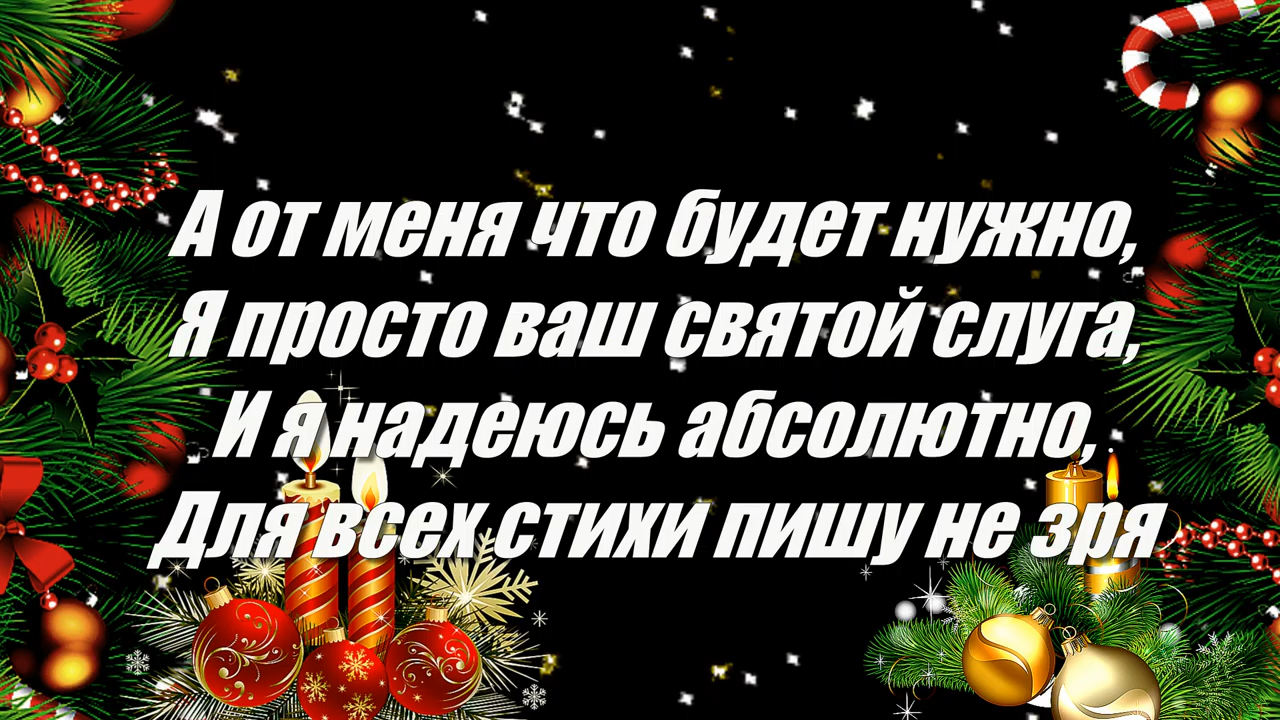 А от меня что будет нужно,
Я просто ваш святой слуга,
И я надеюсь абсолютно,
Для всех стихи пишу не зря